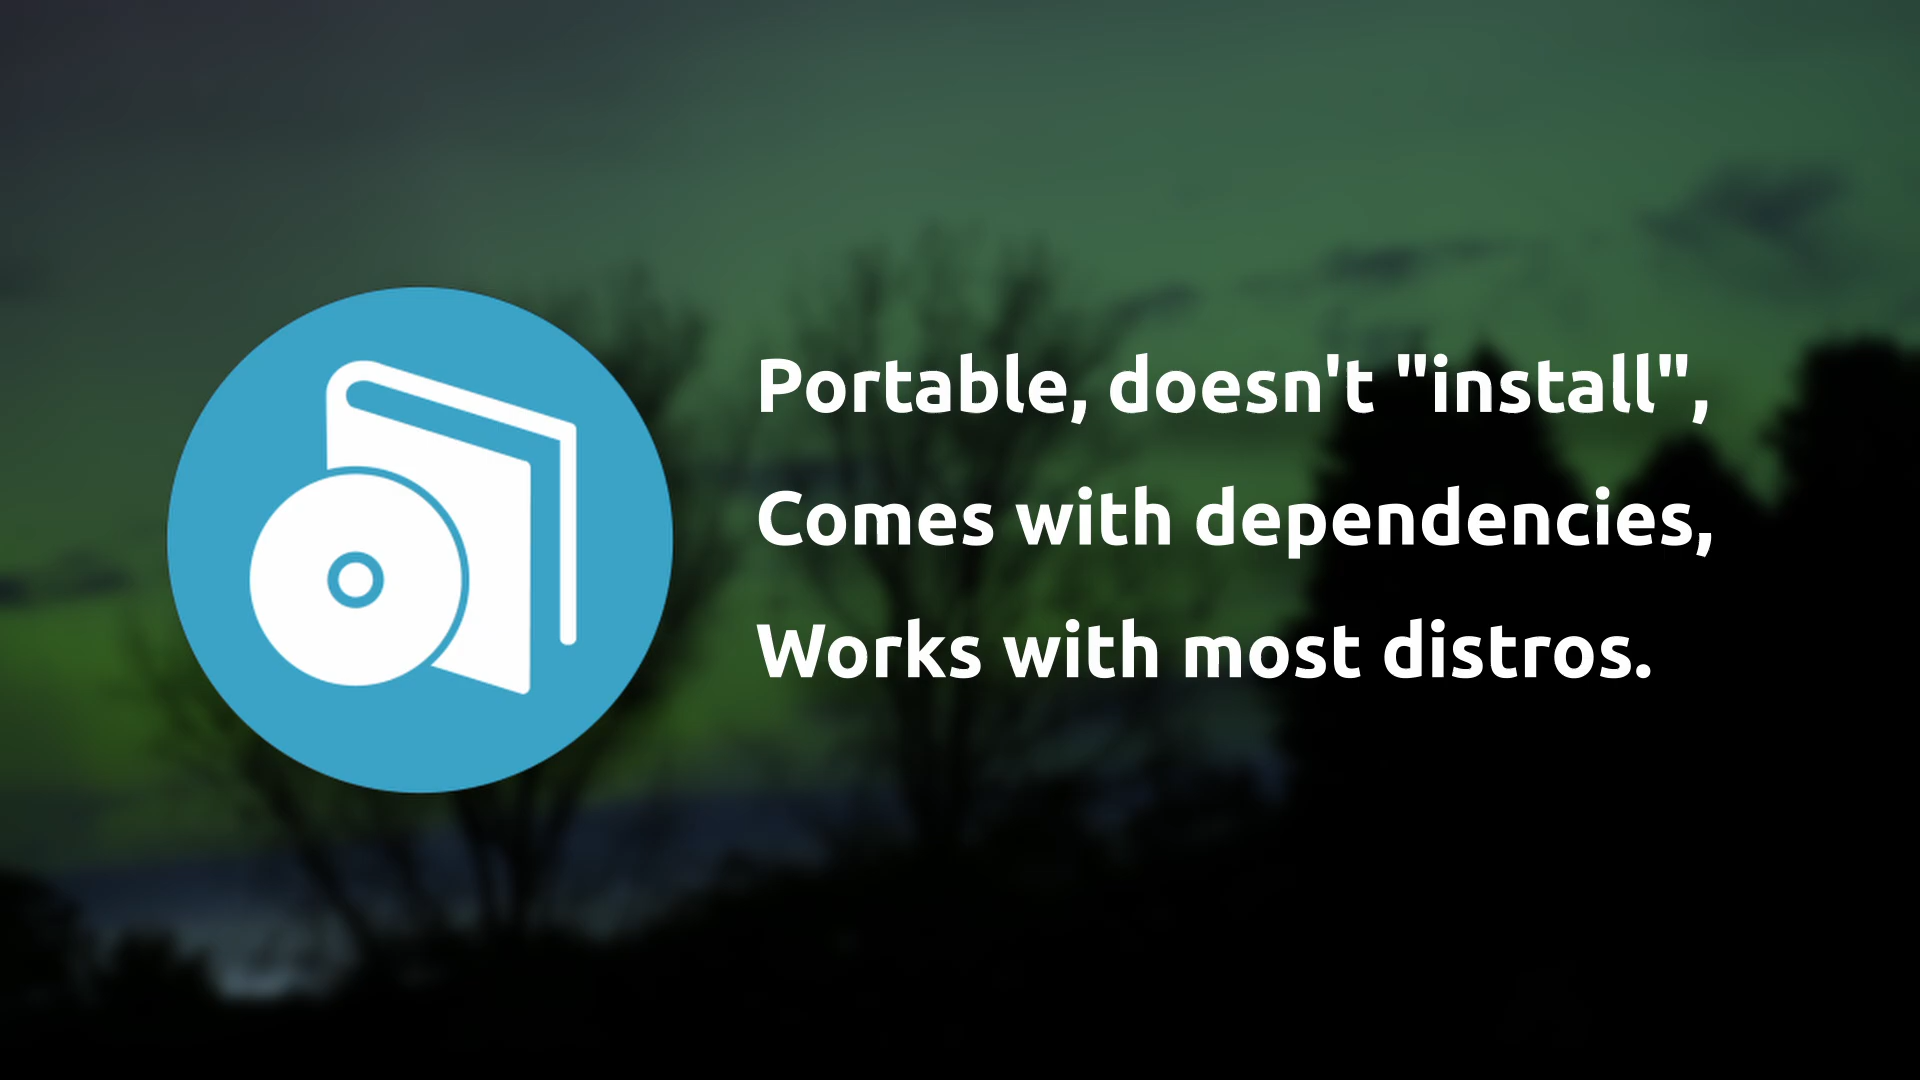 Portable, doesn't "install",
Comes with dependencies,
Works with most distros.